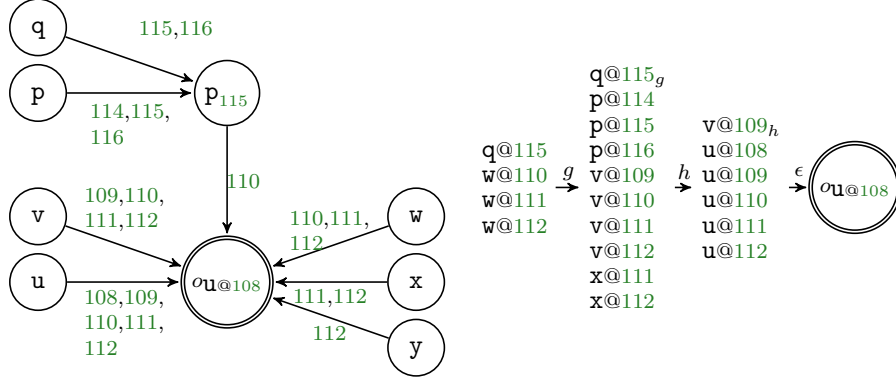 q
115,116
p
114,115,
116
p115
110
v
109,110,
111,112
u
108,109,
110,111,
112
ou@108
110,111,
112
w
111,112
x
112
y
q@115
w@110
w@111
w@112
g
q@115g
p@114
p@115
p@116
v@109
v@110
v@111
v@112
x@111
x@112
h
v@109h
u@108
u@109
u@110
u@111
u@112
ϵ
ou@108